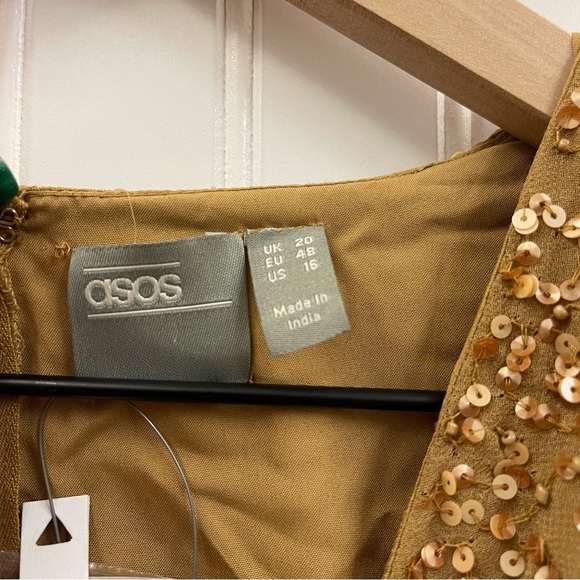 asos
UK 20
EU 48
US 16
Made in
India